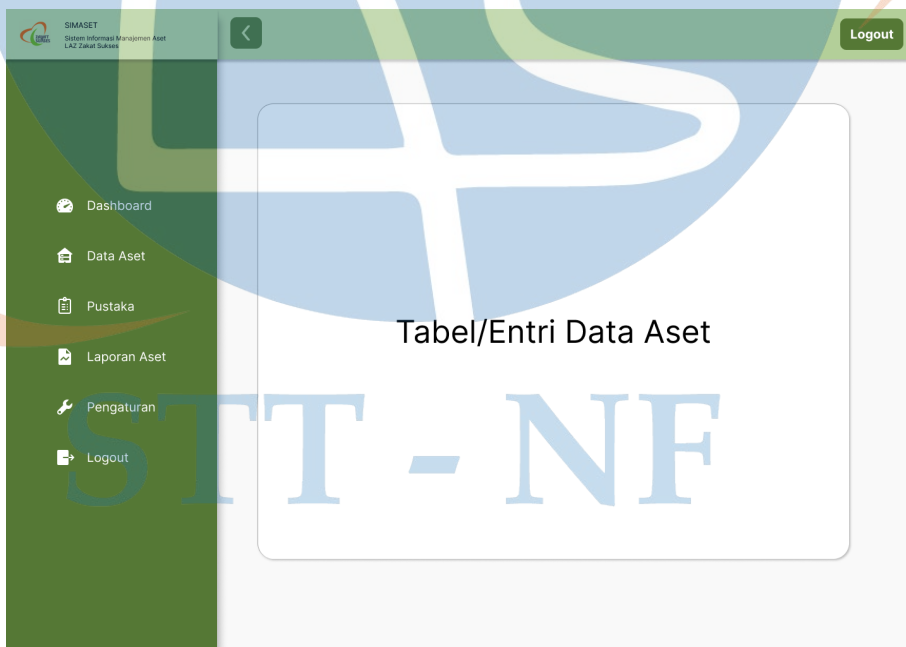 SIMASET
Sistem Informasi Manajemen Aset
LAZ Zakat Sukses
Logout
Dashboard
Data Aset
Pustaka
Laporan Aset
Pengaturan
Logout
Tabel/Entri Data Aset
STT - NF